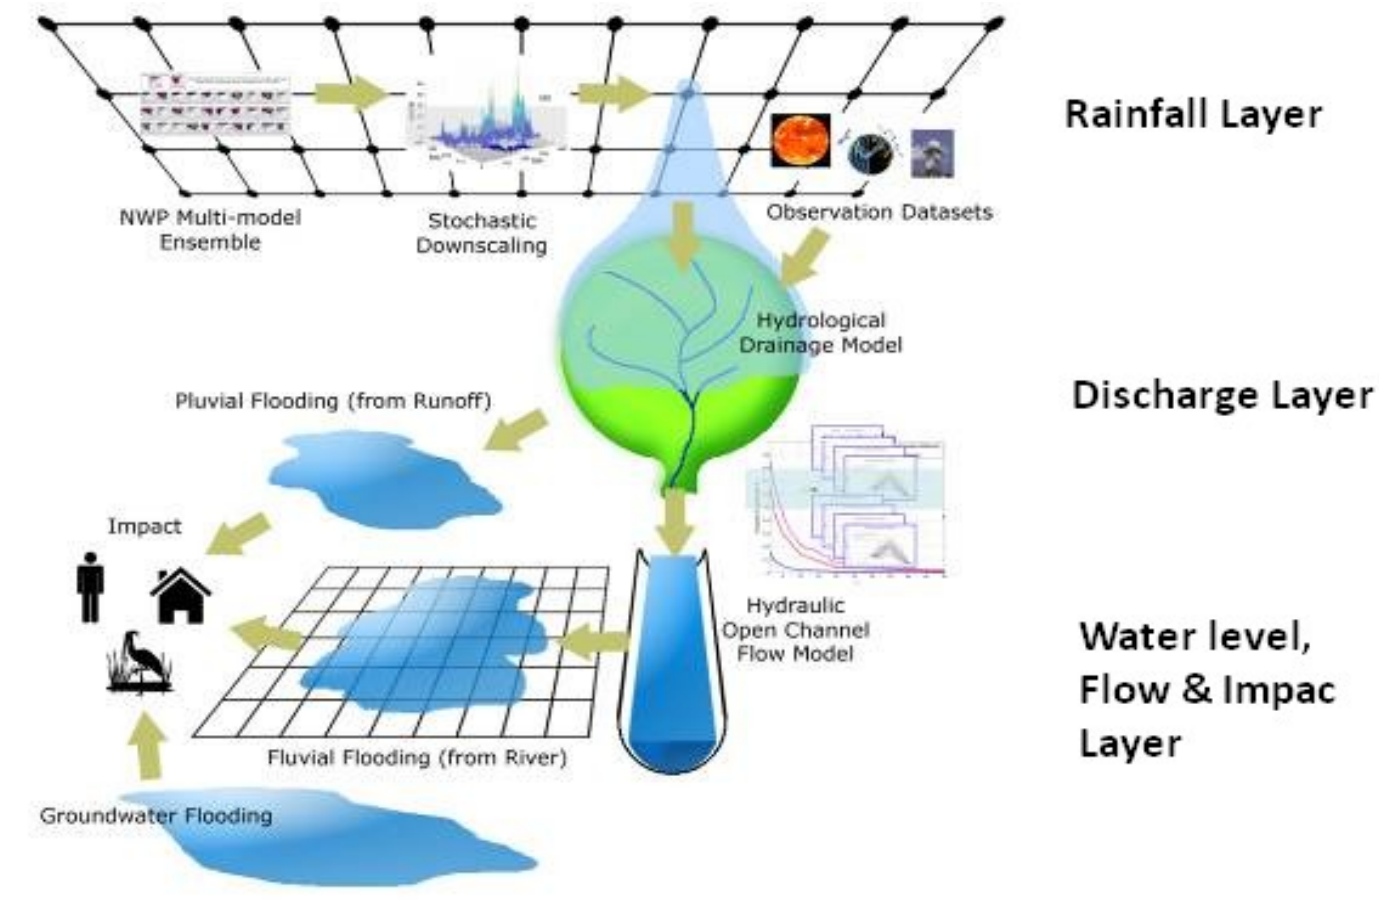 Rainfall Layer
NWP Multi-model
Ensemble
Stochastic
Downscaling
Observation Datasets
Hydrological
Drainage Model
Discharge Layer
Pluvial Flooding (from Runoff)
Impact
Hydraulic
Open Channel
Flow Model
Water level,
Flow & Impac
Layer
Fluvial Flooding (from River)
Groundwater Flooding